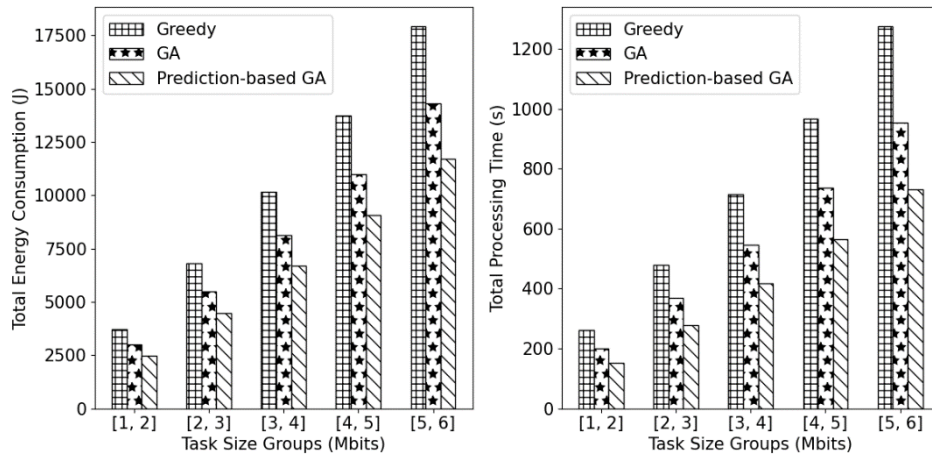 Total Energy Consumption (J)
17500
15000
12500
10000
7500
5000
2500
0
Greedy
GA
Prediction-based GA
[1, 2] [2, 3] [3, 4] [4, 5] [5, 6]
Task Size Groups (Mbits)
Total Processing Time (s)
1200
1000
800
600
400
200
0
Greedy
GA
Prediction-based GA
[1, 2] [2, 3] [3, 4] [4, 5] [5, 6]
Task Size Groups (Mbits)